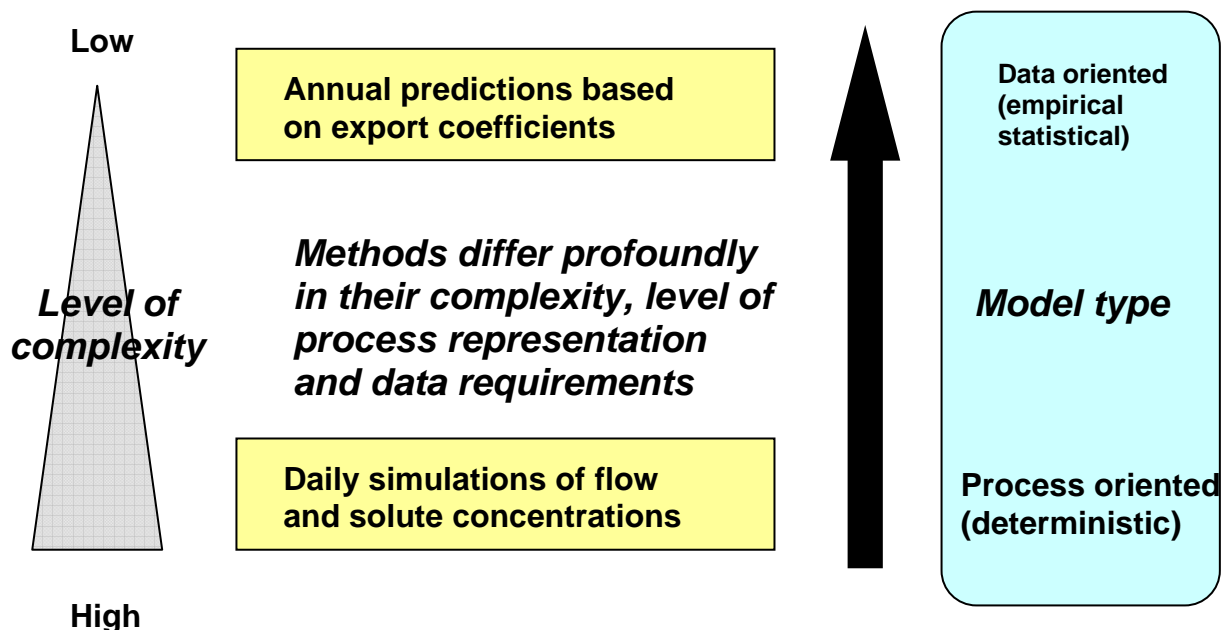 Low
Level of
complexity
High
Annual predictions based
on export coefficients
Methods differ profoundly
in their complexity, level of
process representation
and data requirements
Daily simulations of flow
and solute concentrations
Data oriented
(empirical
statistical)
Model type
Process oriented
(deterministic)